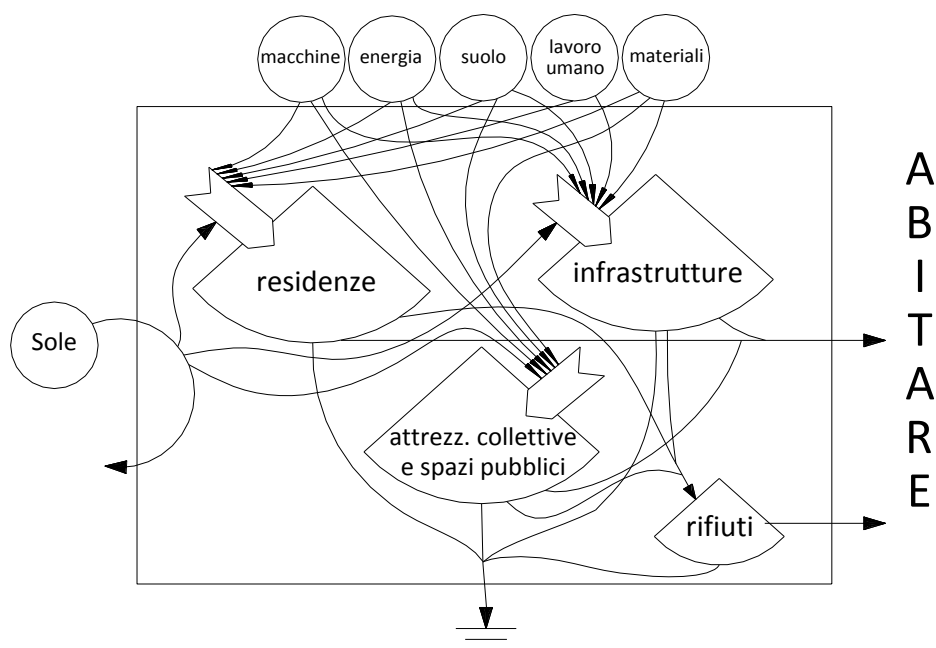 macchine
energia
suolo
lavoro
umano
materiali
residenze
infrastrutture
Sole
attrezz. collettive
e spazi pubblici
rifiuti
A
B
I
T
A
R
E